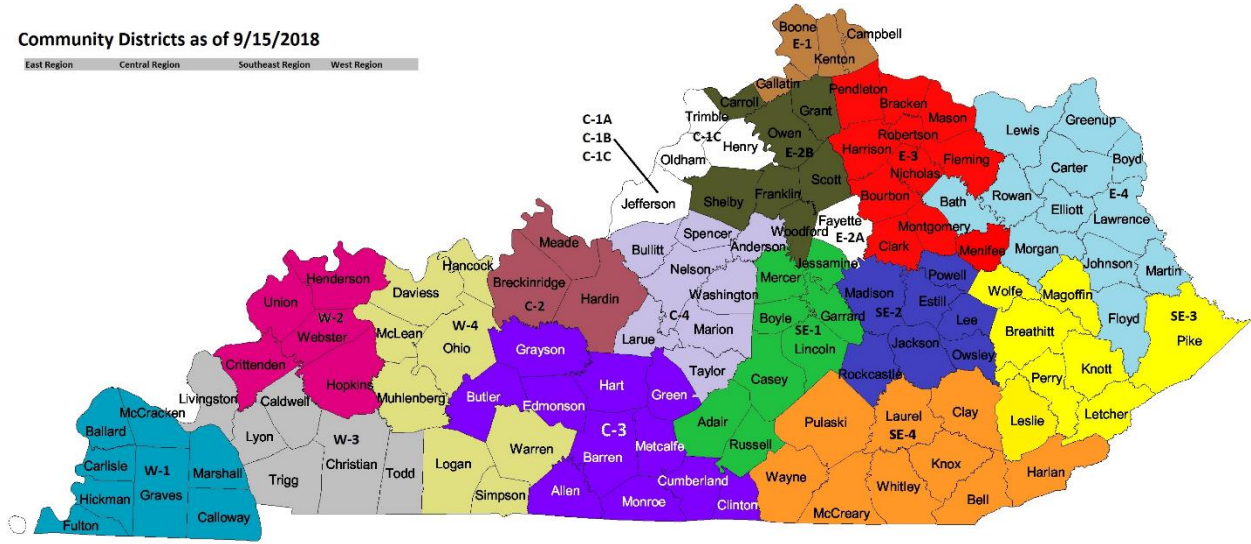 Community Districts as of 9/15/2018
East Region Central Region Southeast Region West Region
Boone
Campbell
E-1
Kenton
Gallatin
Pendleton
Carroll
Grant
Bracken
Trimble
Mason
Lewis
Greenup
C-1A
C-1B
C-1C
C-1C
Henry
Owen
E-2B
Robertson
Harrison
E-3
Fleming
Nicholas
Carter
Boyd
E-4
Oldham
Jefferson
Shelby
Franklin
Scott
Bourbon
Bath
Rowan
Elliott
Lawrence
Fayette
E-2A
Woodford
Montgomery
Clark
Menifee
Morgan
Johnson
Martin
Meade
Bullitt
Spencer
Anderson
Jessamine
Mercer
Powell
Wolfe
Magoffin
Floyd
Hancock
Breckinridge
C-2
Hardin
Nelson
Washington
C-4
Marion
Larue
Taylor
Madison
SE-2
Estill
Lee
Breathitt
SE-3
Pike
Henderson
Union
W-2
Webster
Daviess
McLean
W-4
Ohio
Boyle
SE-1
Garrard
Lincoln
Jackson
Owsley
Rockcastle
Perry
Knott
Crittenden
Hopkins
Muhlenberg
Grayson
Butler
Edmonson
Hart
Green
Casey
Leslie
Letcher
Livingston
Caldwell
Lyon
W-3
Christian
Trigg
Todd
Logan
Warren
Simpson
C-3
Barren
Metcalfe
Adair
Russell
Pulaski
Laurel
SE-4
Clay
Knox
Harlan
McCracken
Ballard
Carlisle
W-1
Marshall
Hickman
Graves
Fulton
Calloway
Allen
Monroe
Cumberland
Clinton
Wayne
McCreary
Whitley
Bell